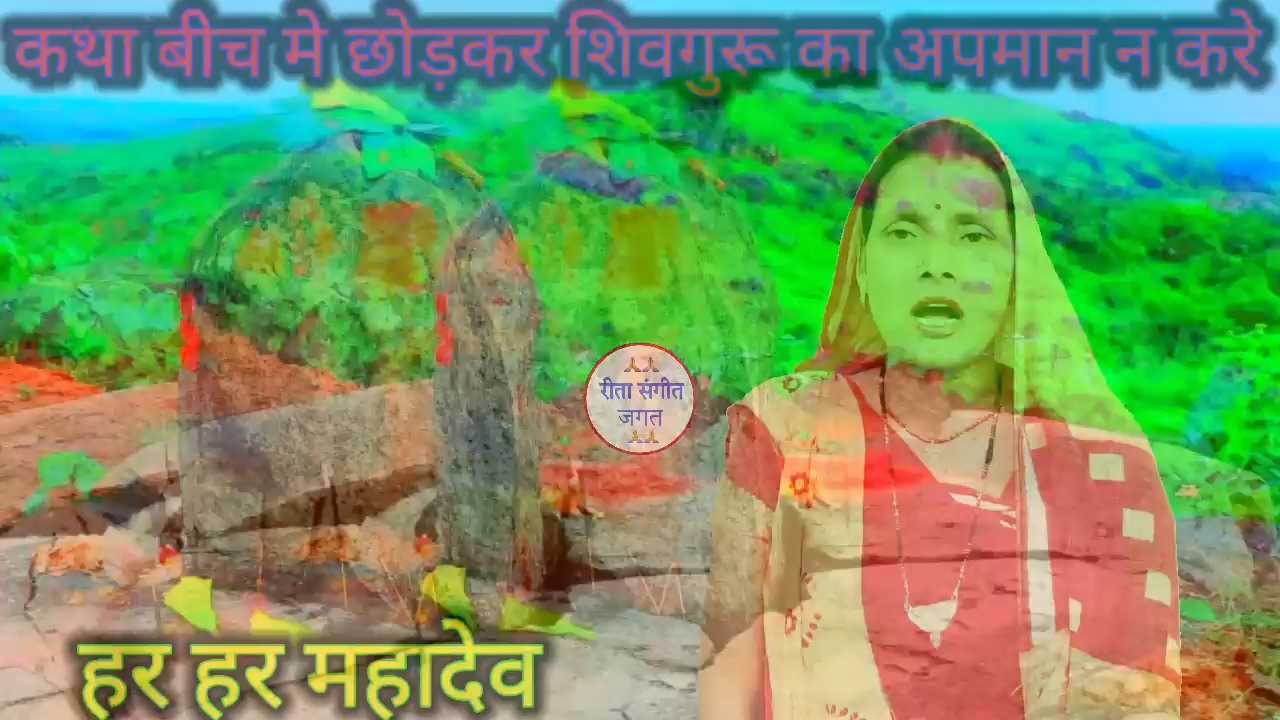 कथा बीच मे छोड़कर शिवगुरू का अपमान न करे
रीता संगीत
जगत
हर हर महादेव